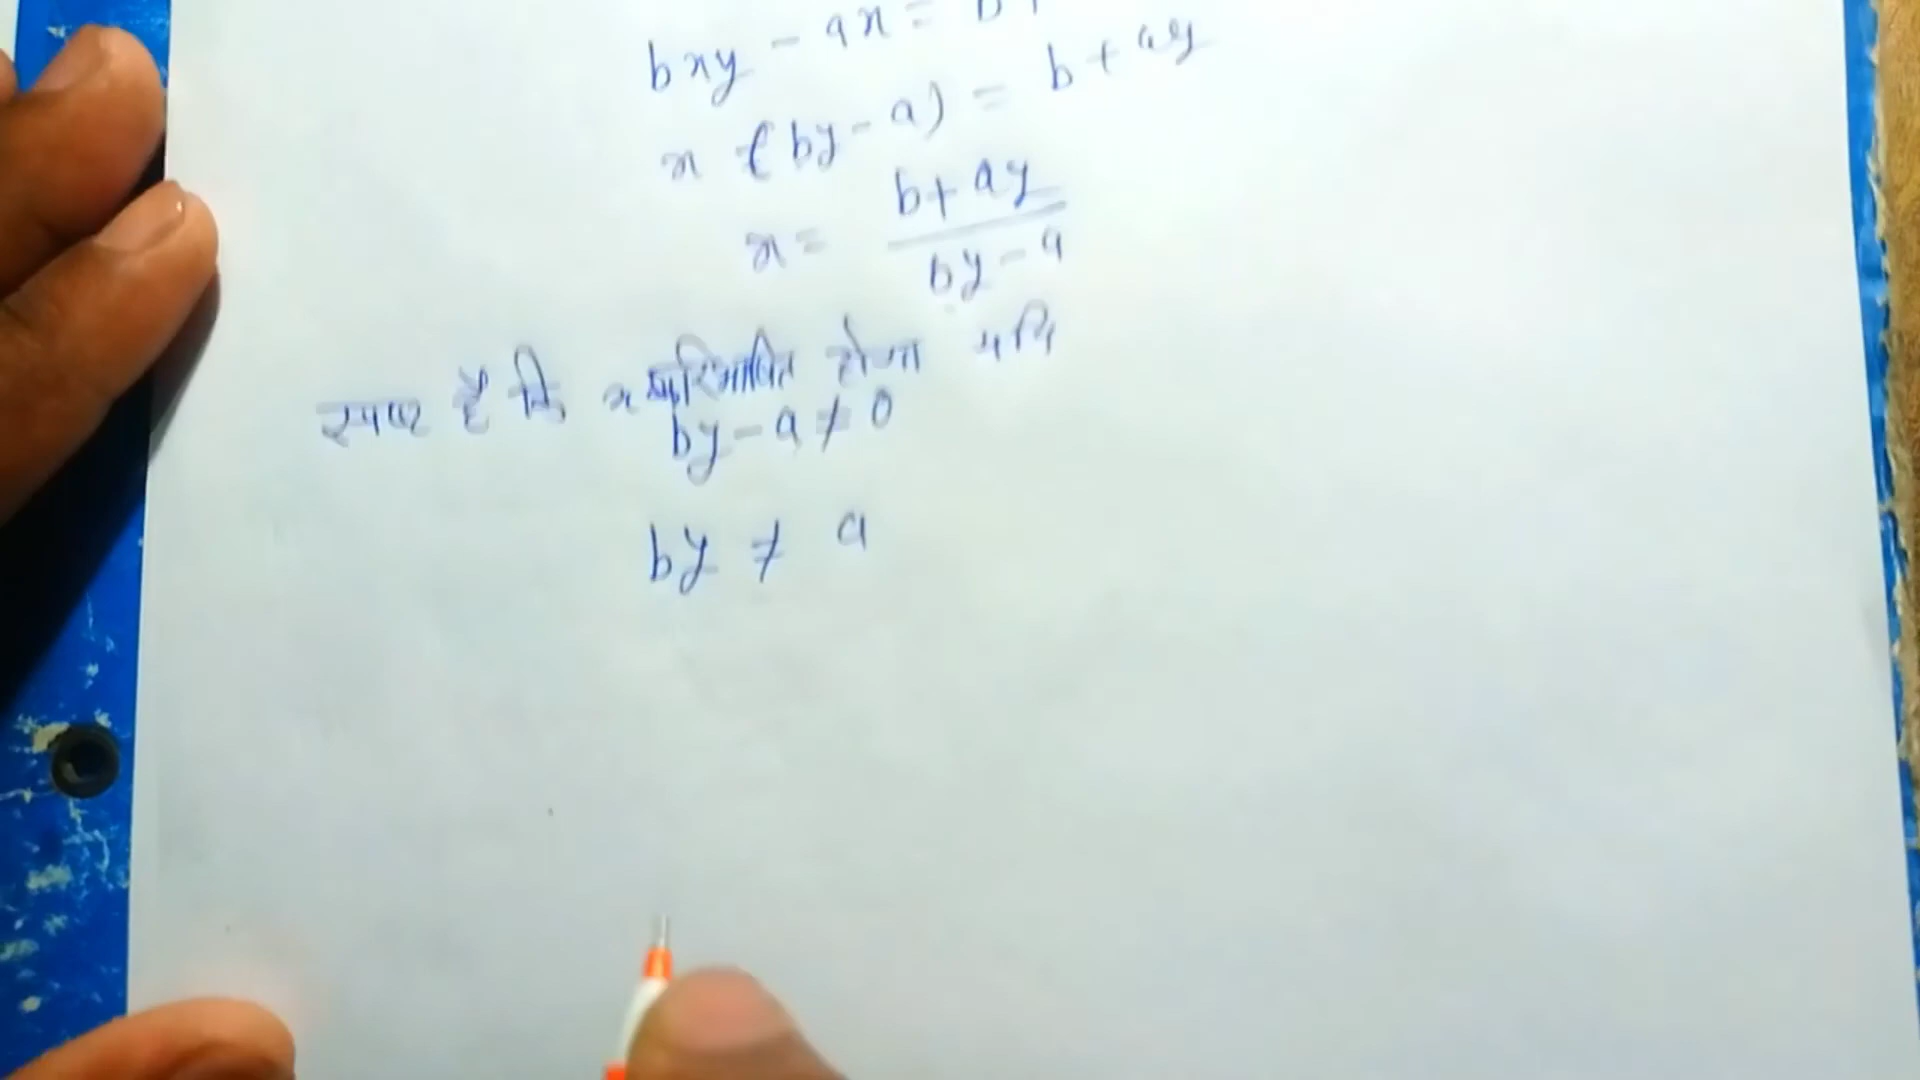 bxy - ax = b
x (by - a) = b + ay
x = b + ay / by - a
स्पष्ट है कि x परिभाषित होगा यदि
by - a ≠ 0
by ≠ a